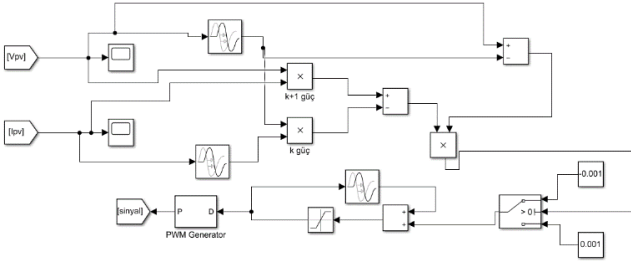 [Vpv]
+
−
×
k+1 güç
+
−
[Ipv]
×
k güç
×
[sinyal]
P D
PWM Generator
+
+
> 0
-0.001
0.001